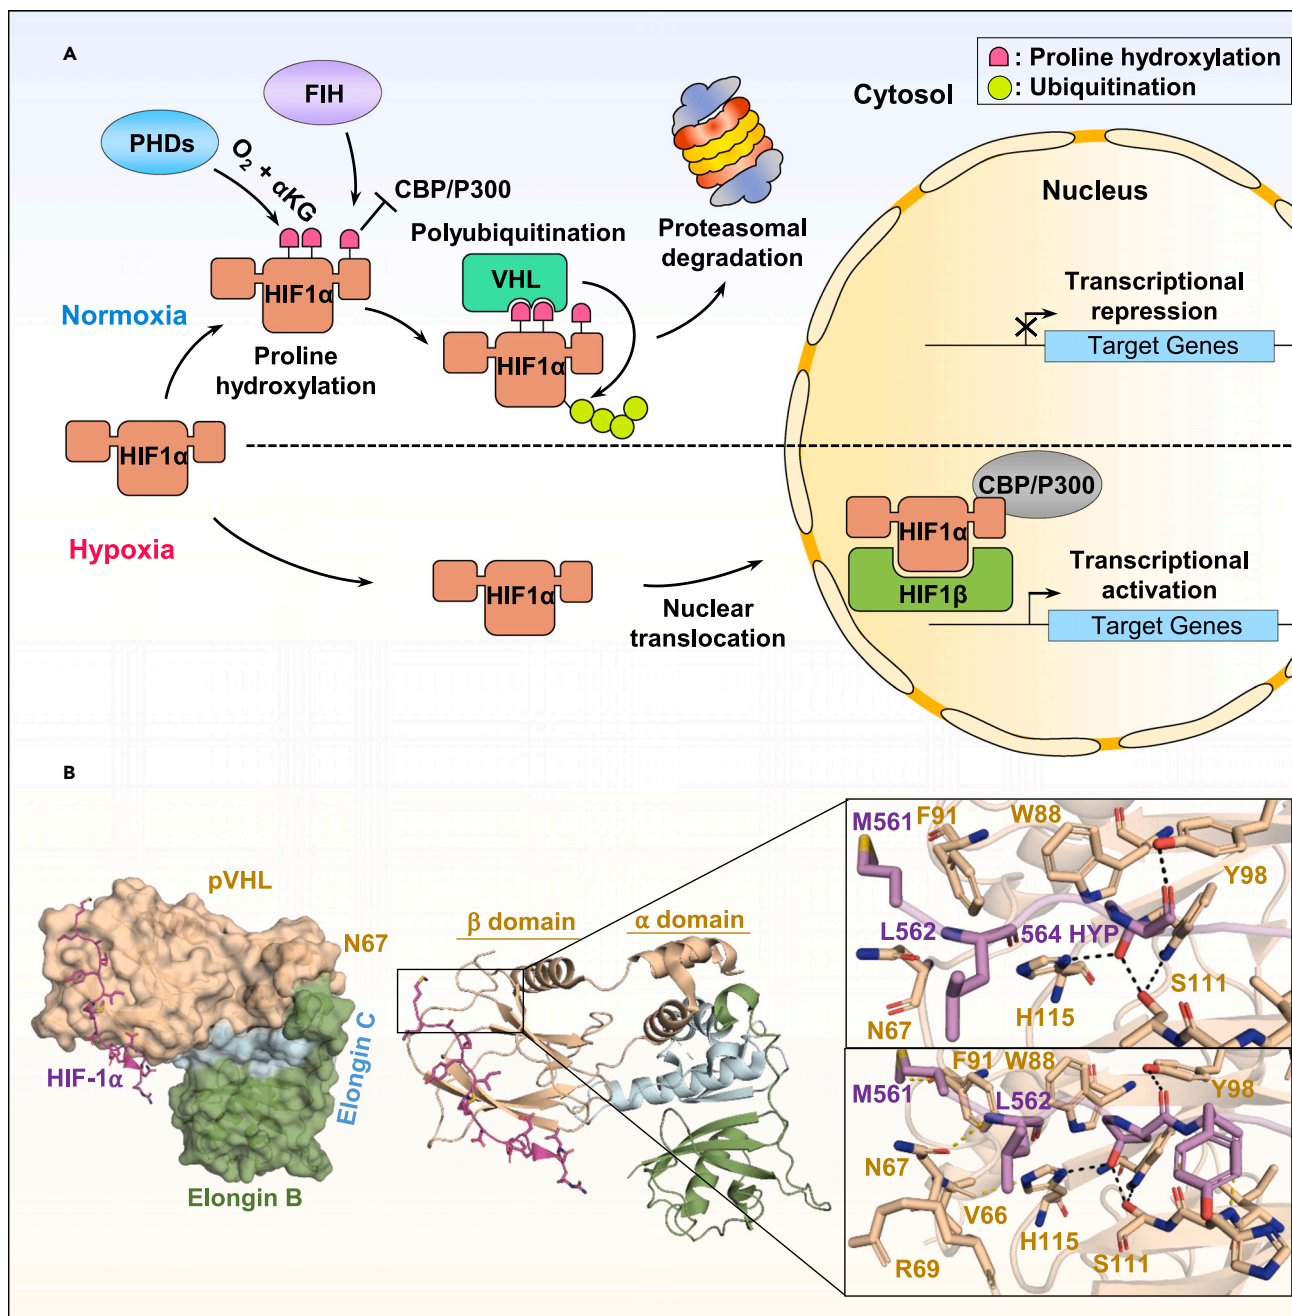 A
: Proline hydroxylation
: Ubiquitination
Cytosol
FIH
PHDs
O2 + αKG
CBP/P300
HIF1α
Normoxia
Proline
hydroxylation
Polyubiquitination
VHL
HIF1α
Proteasomal
degradation
Nucleus
Transcriptional
repression
Target Genes
HIF1α
Hypoxia
HIF1α
Nuclear
translocation
CBP/P300
HIF1α
HIF1β
Transcriptional
activation
Target Genes
B
pVHL
N67
HIF-1α
Elongin C
Elongin B
β domain
α domain
M561
F91
W88
Y98
L562
564 HYP
N67
H115
S111
F91
W88
M561
L562
Y98
N67
V66
H115
R69
S111